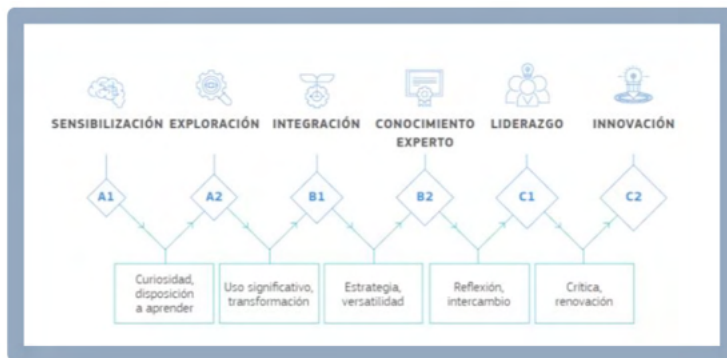 SENSIBILIZACIÓN EXPLORACIÓN INTEGRACIÓN CONOCIMIENTO LIDERAZGO INNOVACIÓN
EXPERTO
A1 A2 B1 B2 C1 C2
Curiosidad,
disposición
a aprender
Uso significativo,
transformación
Estrategia,
versatilidad
Reflexión,
intercambio
Crítica,
renovación